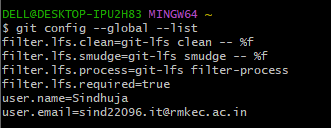 DELL@DESKTOP-IPU2H83 MINGW64 ~
$ git config --global --list
filter.lfs.clean=git-lfs clean -- %f
filter.lfs.smudge=git-lfs smudge -- %f
filter.lfs.process=git-lfs filter-process
filter.lfs.required=true
user.name=Sindhuja
user.email=sind22096.it@rmkec.ac.in